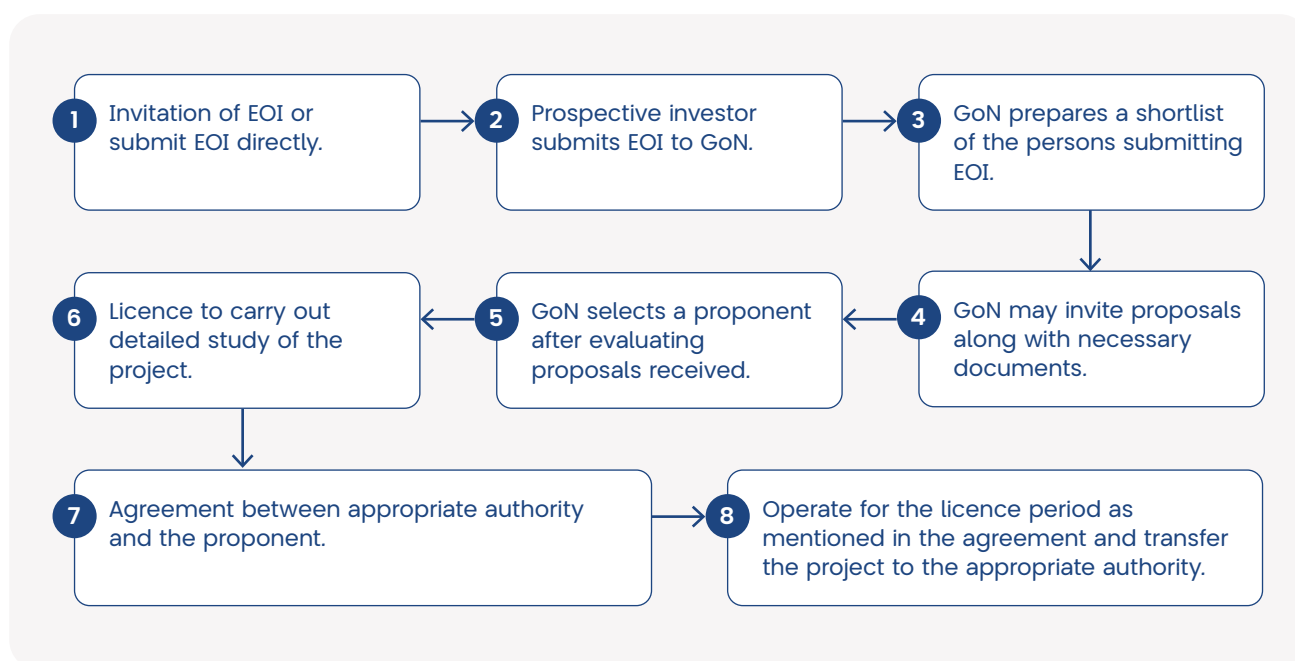 1
Invitation of EOI or
submit EOI directly.
2
Prospective investor
submits EOI to GoN.
3
GoN prepares a shortlist
of the persons submitting
EOI.
4
GoN may invite proposals
along with necessary
documents.
5
GoN selects a proponent
after evaluating
proposals received.
6
Licence to carry out
detailed study of the
project.
7
Agreement between appropriate authority
and the proponent.
8
Operate for the licence period as
mentioned in the agreement and transfer
the project to the appropriate authority.